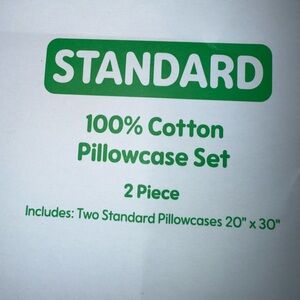 STANDARD
100% Cotton
Pillowcase Set
2 Piece
Includes: Two Standard Pillowcases 20" x 30"